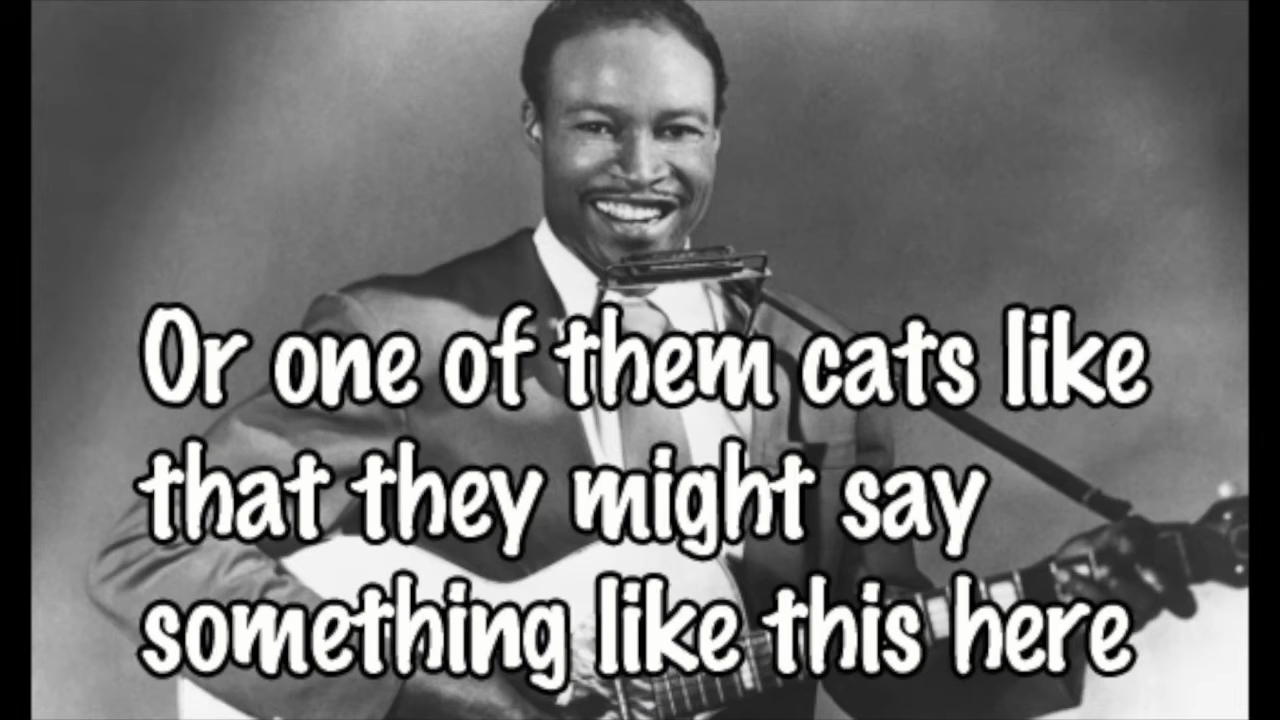 Or one of them cats like
that they might say
something like this here